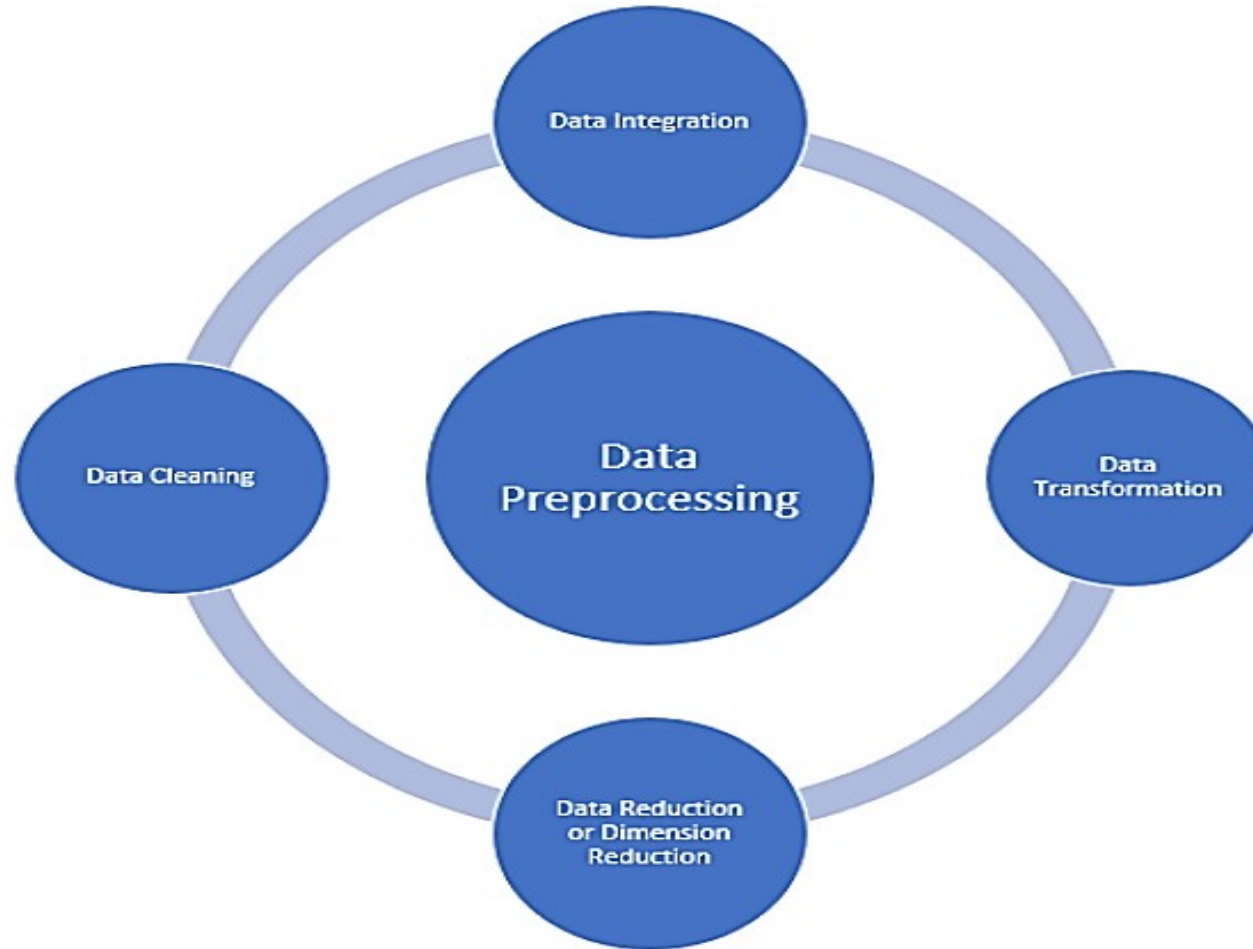 Data Integration
Data Cleaning
Data
Preprocessing
Data
Transformation
Data Reduction
or Dimension
Reduction